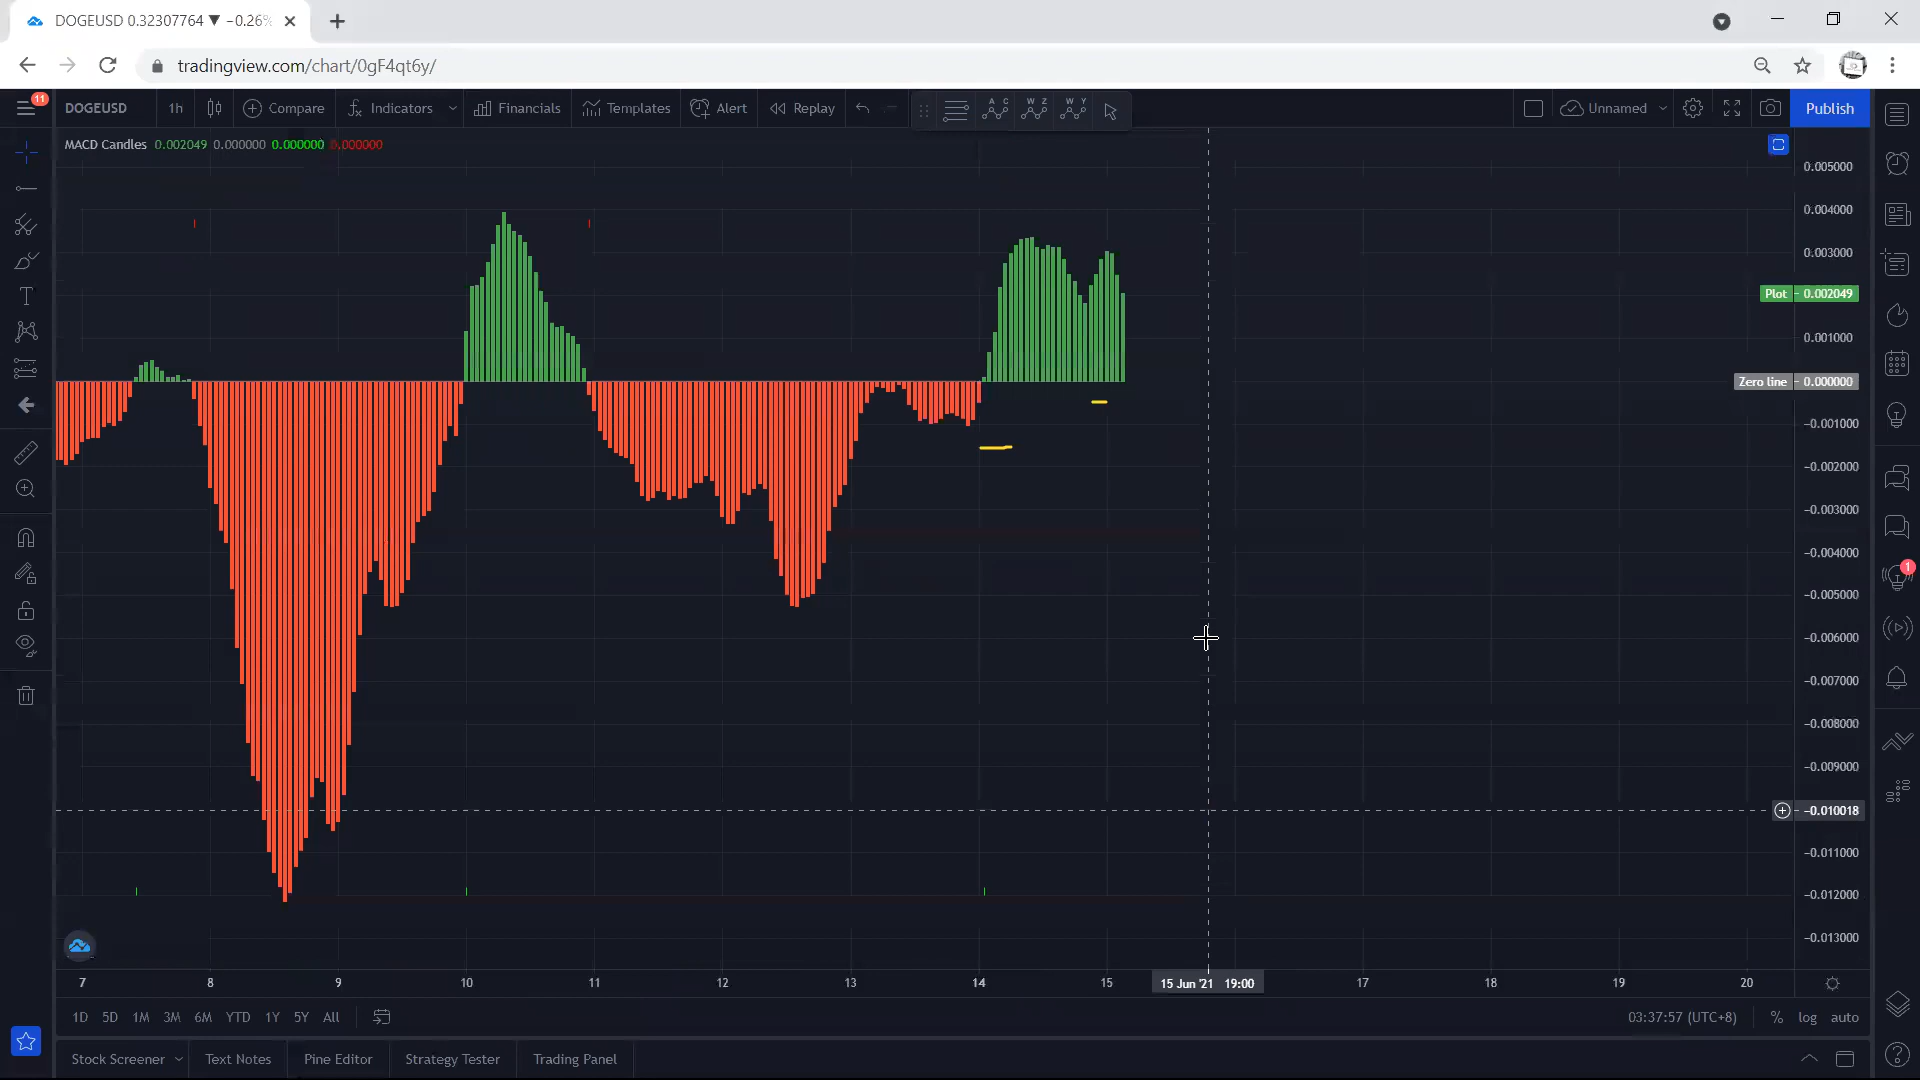 DOGEUSD 0.32307764 ▼ −0.26%
tradingview.com/chart/0gF4qt6y/
11
DOGEUSD 1h Compare Indicators Financials Templates Alert Replay A C W Z W Y Unnamed Publish
MACD Candles 0.002049 0.000000 0.000000 0.000000
0.005000
0.004000
0.003000
Plot 0.002049
0.001000
Zero line 0.000000
−0.001000
−0.002000
−0.003000
−0.004000
1
−0.005000
−0.006000
−0.007000
−0.008000
−0.009000
−0.010018
−0.011000
−0.012000
−0.013000
7 8 9 10 11 12 13 14 15 15 Jun '21 19:00 17 18 19 20
1D 5D 1M 3M 6M YTD 1Y 5Y All 03:37:57 (UTC+8) % log auto
Stock Screener Text Notes Pine Editor Strategy Tester Trading Panel